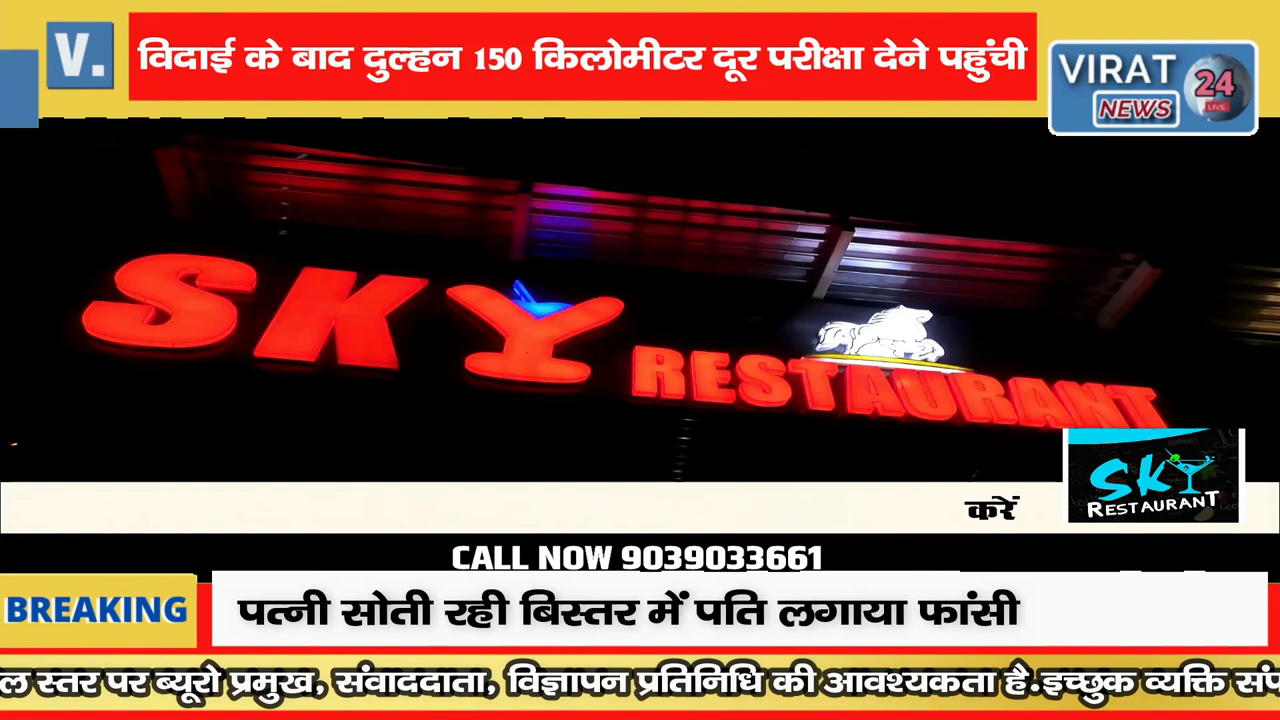 V.
विदाई के बाद दुल्हन 150 किलोमीटर दूर परीक्षा देने पहुंची
VIRAT 24
NEWS LIVE
SKY RESTAURANT
SKY
RESTAURANT
करें
CALL NOW 9039033661
BREAKING
पत्नी सोती रही बिस्तर में पति लगाया फांसी
स्तर पर ब्यूरो प्रमुख, संवाददाता, विज्ञापन प्रतिनिधि की आवश्यकता है.इच्छुक व्यक्ति